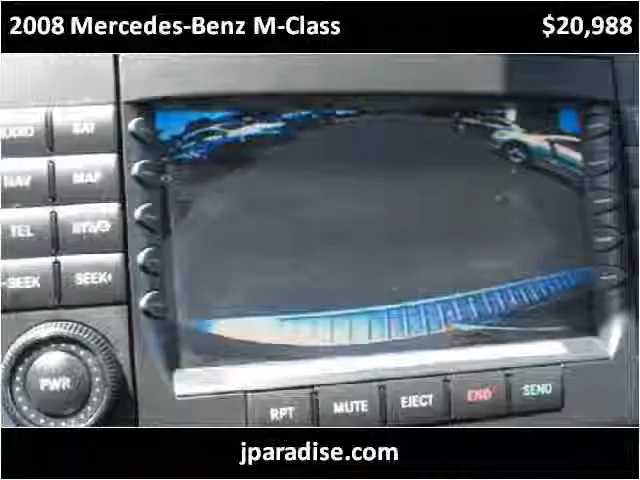 2008 Mercedes-Benz M-Class $20,988
AUDIO SAT
NAV MAP
TEL
SEEK SEEK
PWR
RPT MUTE EJECT END SEND
jparadise.com